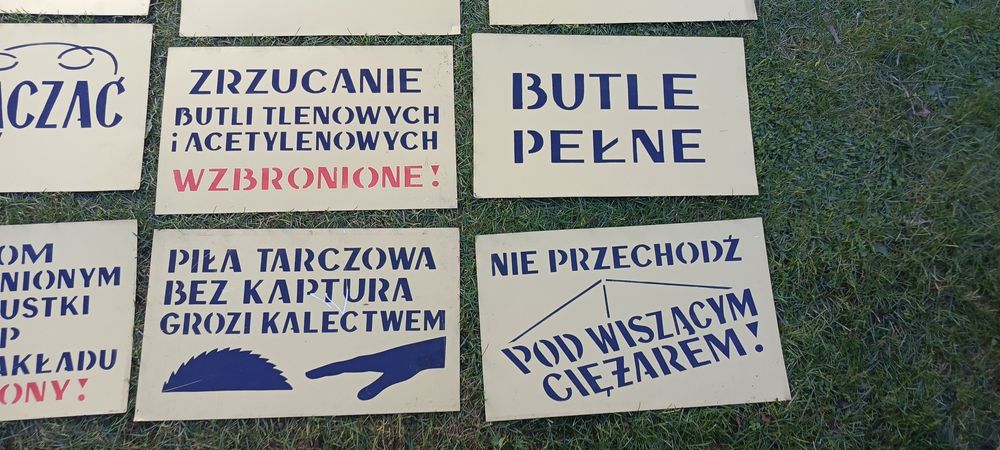 ĄCZAĆ
ZRZUCANIE
BUTLI TLENOWYCH
i ACETYLENOWYCH
WZBRONIONE!
BUTLE
PEŁNE
OM
NIONYM
USTKI
P
AKŁADU
ONY!
PIŁA TARCZOWA
BEZ KAPTURA
GROZI KALECTWEM
NIE PRZECHODŹ
POD WISZĄCYM
CIĘŻAREM!